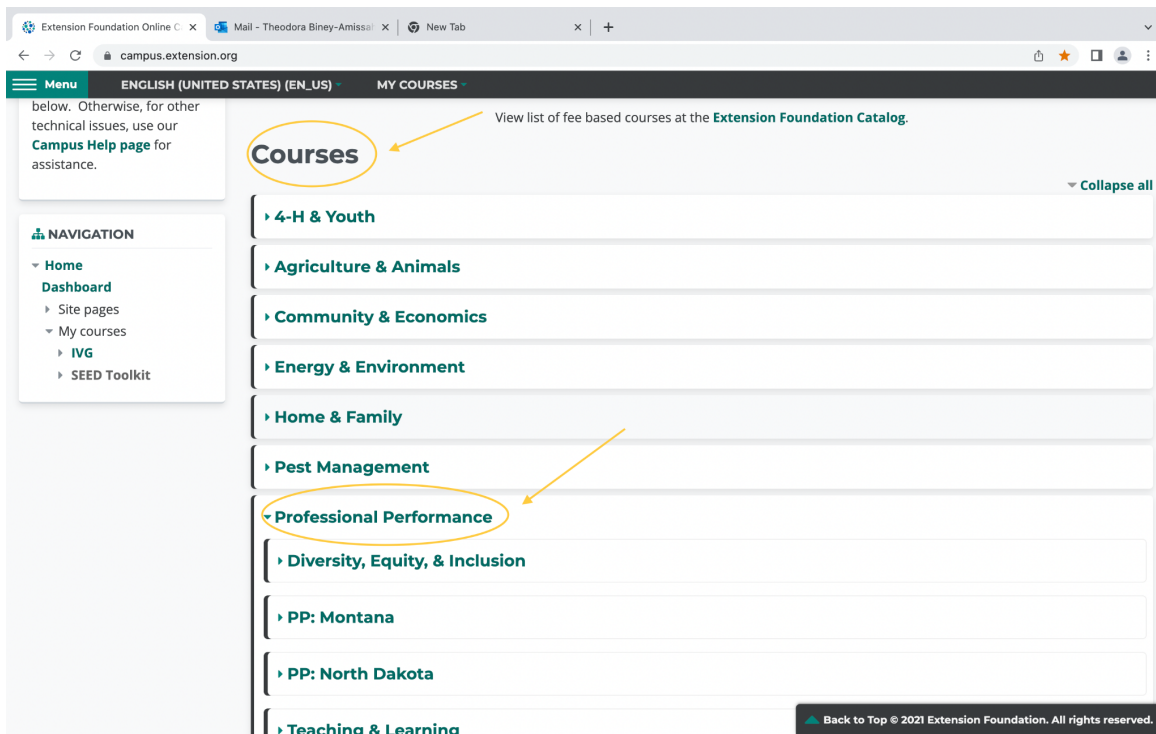 Extension Foundation Online C
Mail - Theodora Biney-Amissa
New Tab
campus.extension.org
Menu
ENGLISH (UNITED STATES) (EN_US)
MY COURSES
below. Otherwise, for other
technical issues, use our
Campus Help page for
assistance.
NAVIGATION
Home
Dashboard
Site pages
My courses
IVG
SEED Toolkit
View list of fee based courses at the Extension Foundation Catalog.
Courses
Collapse all
4-H & Youth
Agriculture & Animals
Community & Economics
Energy & Environment
Home & Family
Pest Management
Professional Performance
Diversity, Equity, & Inclusion
PP: Montana
PP: North Dakota
Teaching & Learning
Back to Top © 2021 Extension Foundation. All rights reserved.